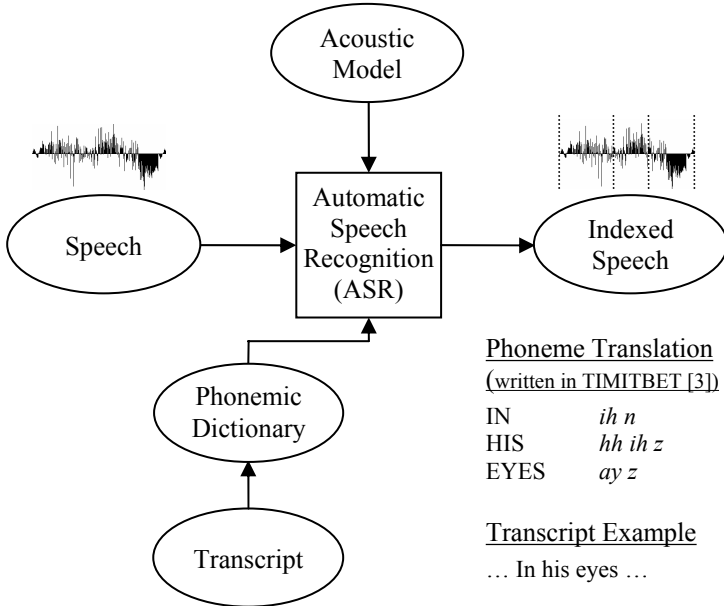 Acoustic
Model
Speech
Automatic
Speech
Recognition
(ASR)
Indexed
Speech
Phonemic
Dictionary
Transcript
Phoneme Translation
(written in TIMITBET [3])
IN ih n
HIS hh ih z
EYES ay z
Transcript Example
… In his eyes …